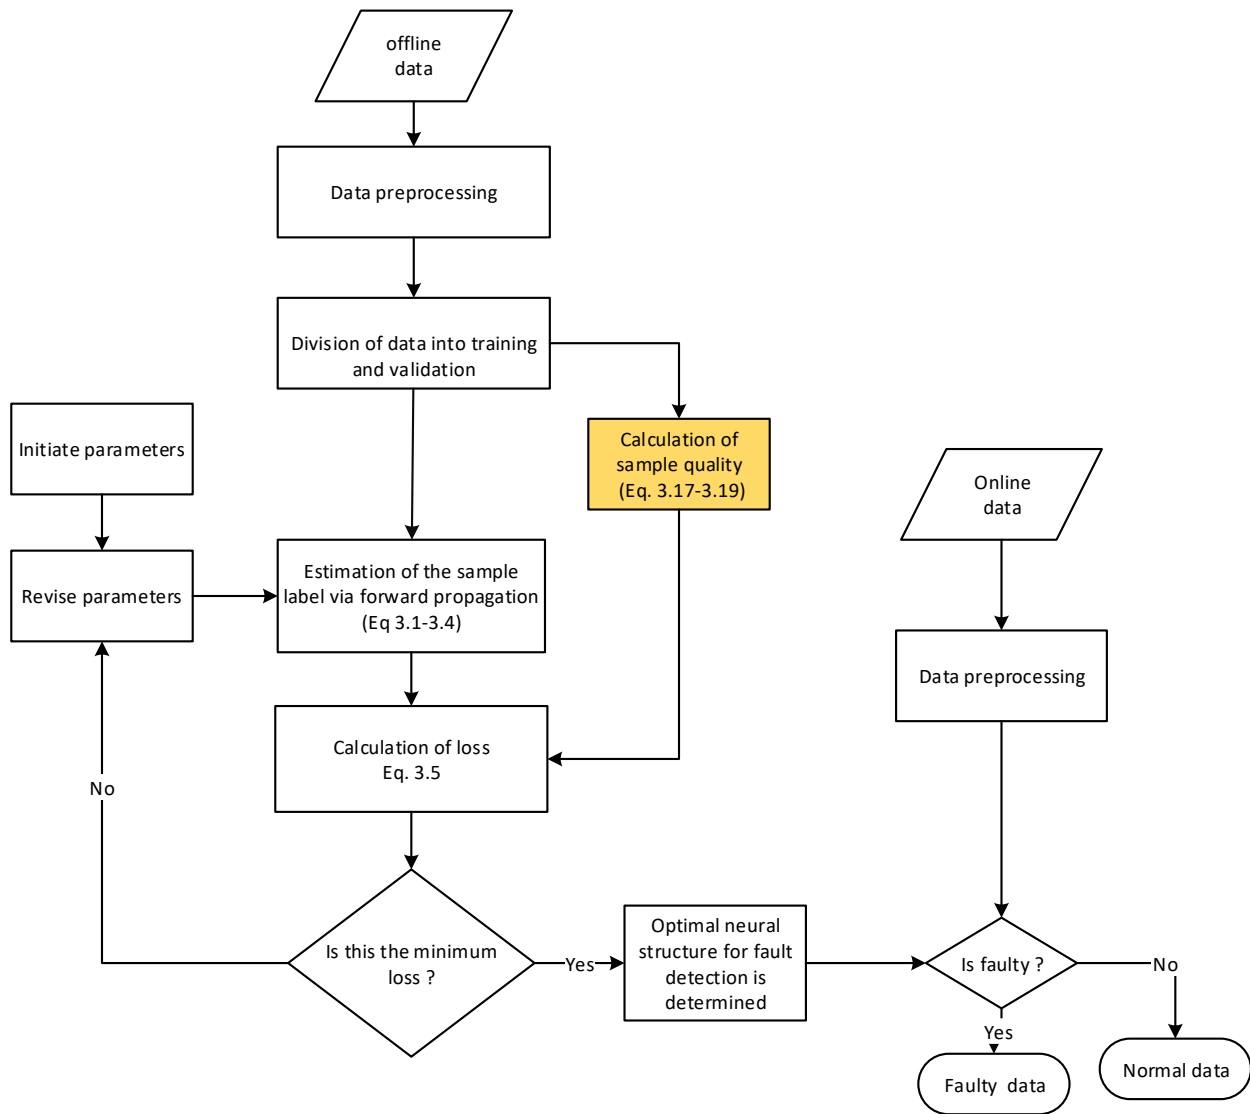 offline
data
Data preprocessing
Division of data into training
and validation
Initiate parameters
Calculation of
sample quality
(Eq. 3.17-3.19)
Online
data
Revise parameters
Estimation of the sample
label via forward propagation
(Eq 3.1-3.4)
Data preprocessing
Calculation of loss
Eq. 3.5
No
Is this the minimum
loss ?
Yes
Optimal neural
structure for fault
detection is
determined
Is faulty ?
No
Yes
Faulty data
Normal data